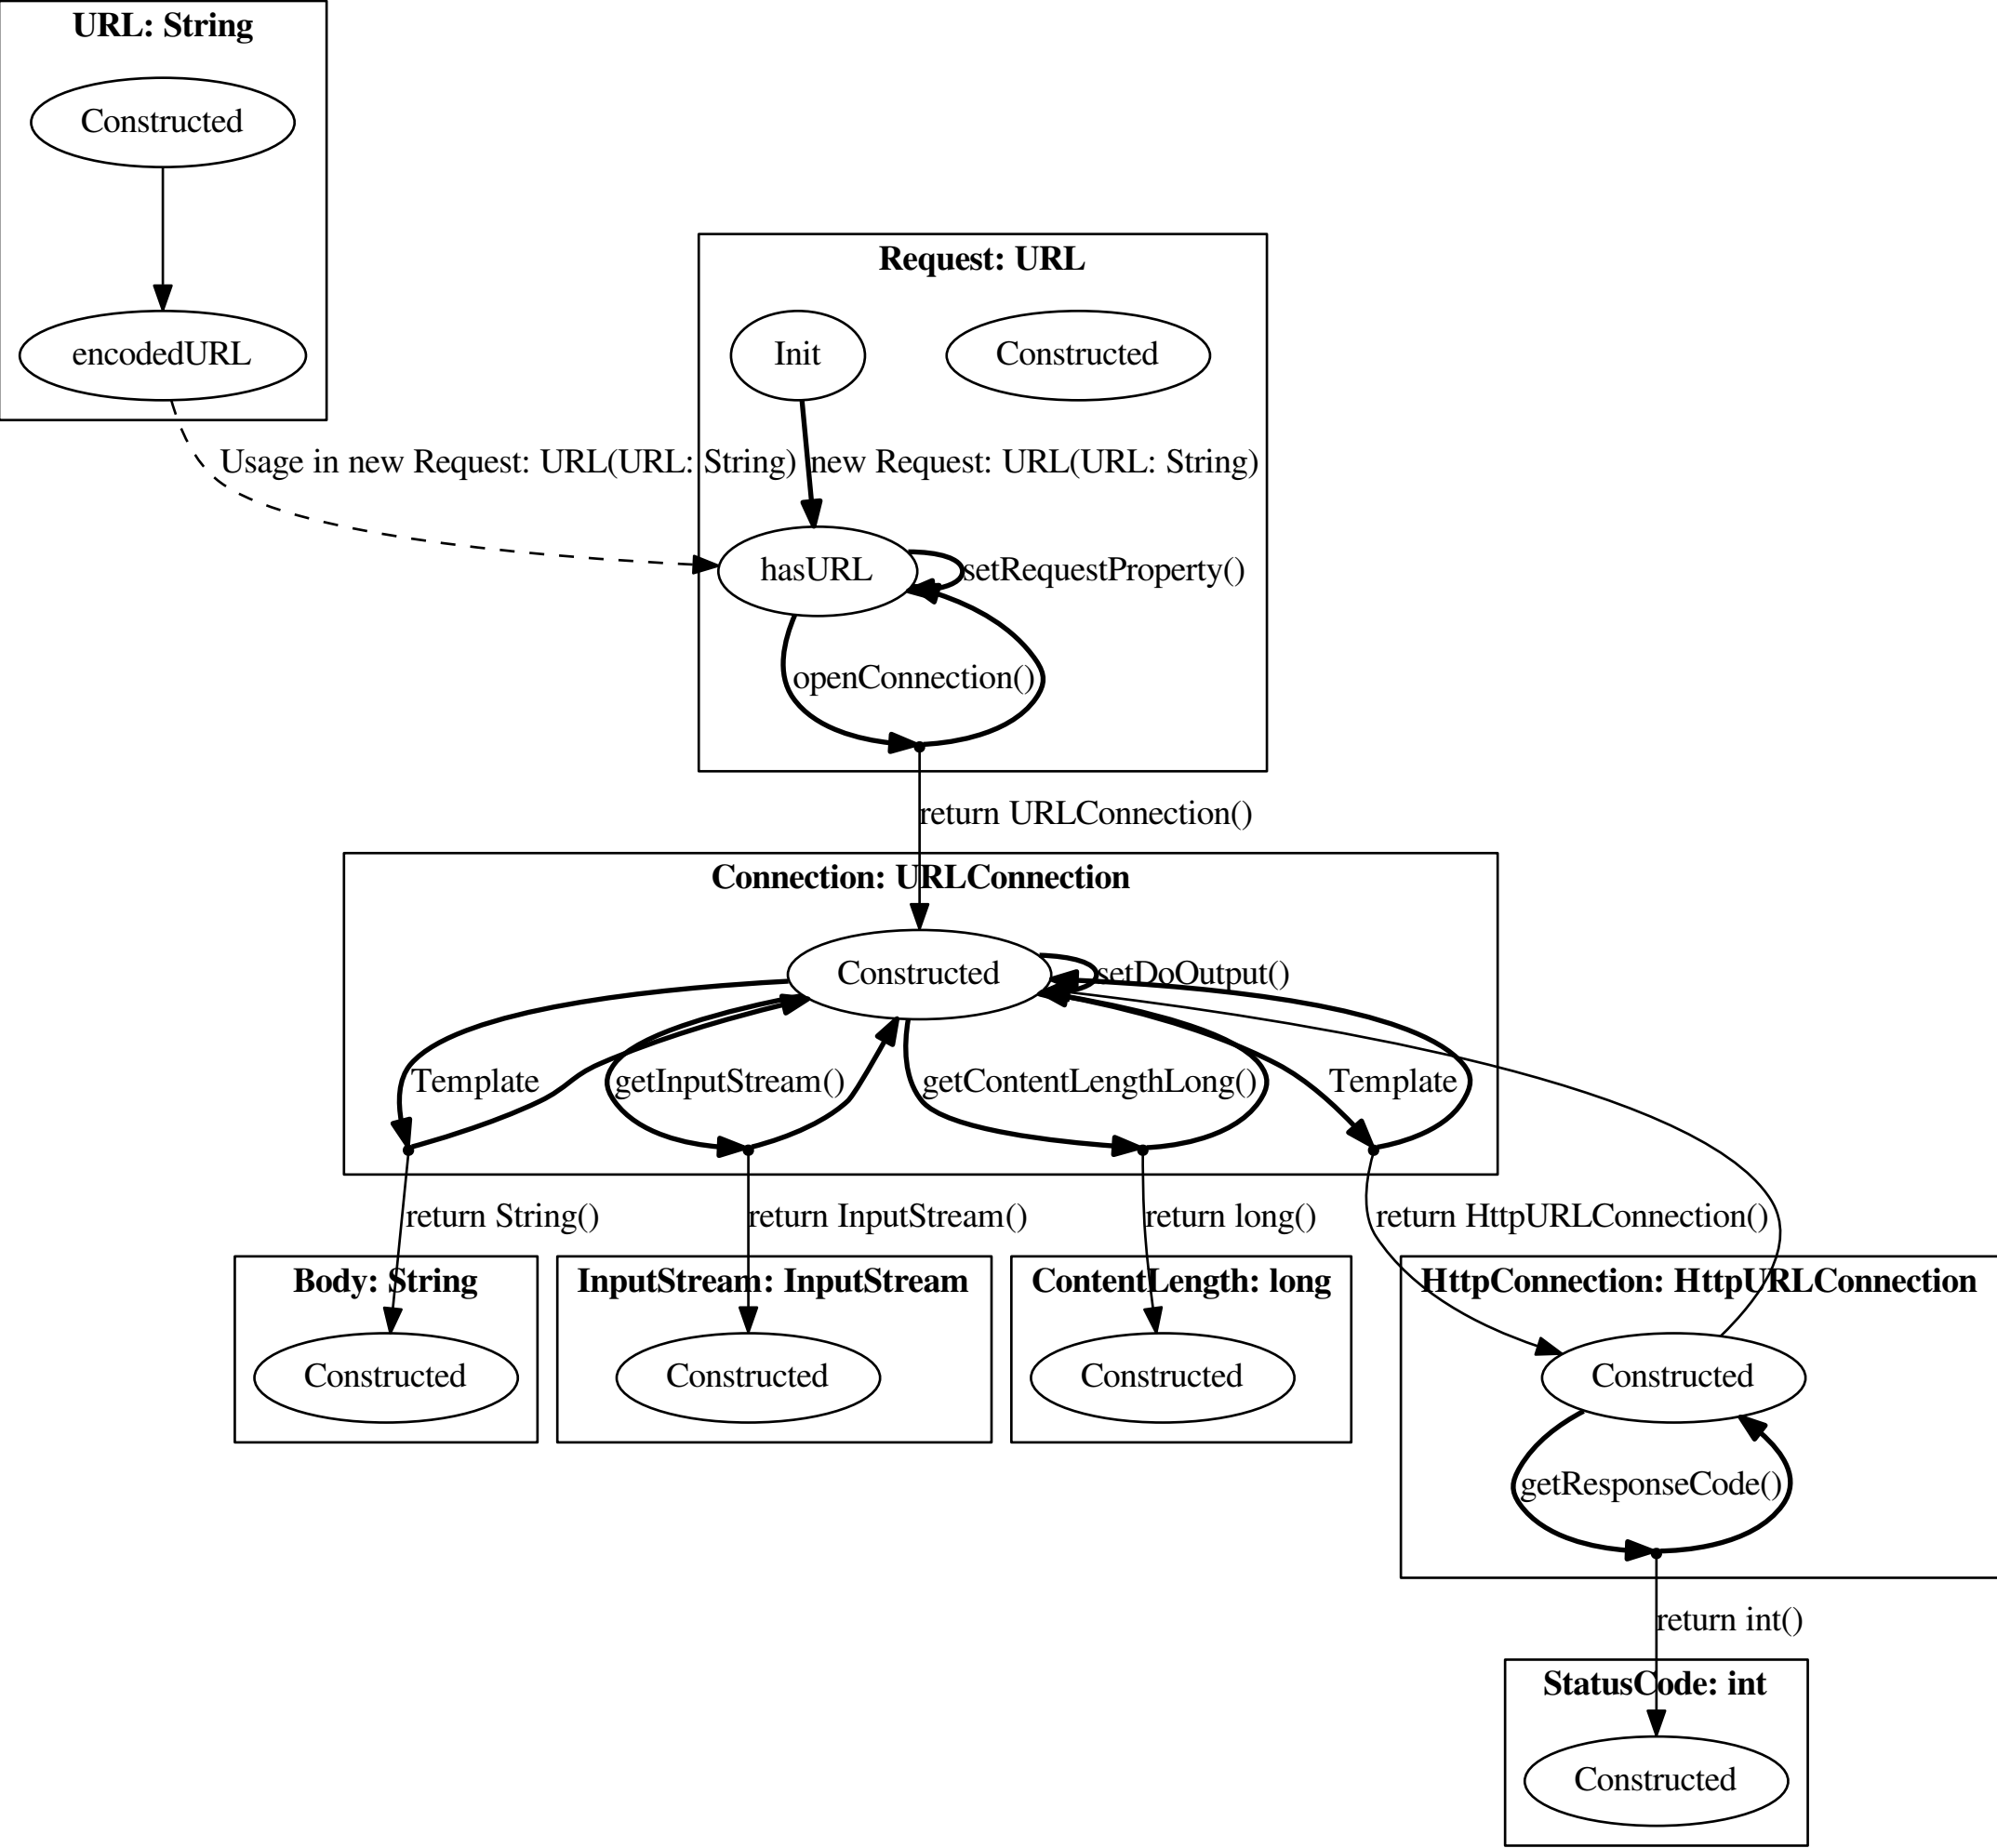 URL: String
Constructed
encodedURL
Request: URL
Init
Constructed
Usage in new Request: URL(URL: String)
new Request: URL(URL: String)
hasURL
setRequestProperty()
openConnection()
return URLConnection()
Connection: URLConnection
Constructed
setDoOutput()
Template
getInputStream()
getContentLengthLong()
Template
return String()
return InputStream()
return long()
return HttpURLConnection()
Body: String
InputStream: InputStream
ContentLength: long
HttpConnection: HttpURLConnection
Constructed
Constructed
Constructed
Constructed
getResponseCode()
return int()
StatusCode: int
Constructed